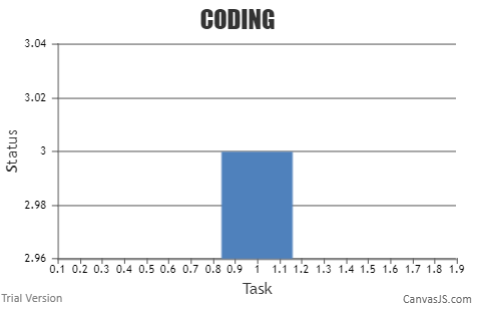 CODING
3.04
3.02
3
2.98
2.96
Status
0.1 0.2 0.3 0.4 0.5 0.6 0.7 0.8 0.9 1 1.1 1.2 1.3 1.4 1.5 1.6 1.7 1.8 1.9
Task
Trial Version
CanvasJS.com